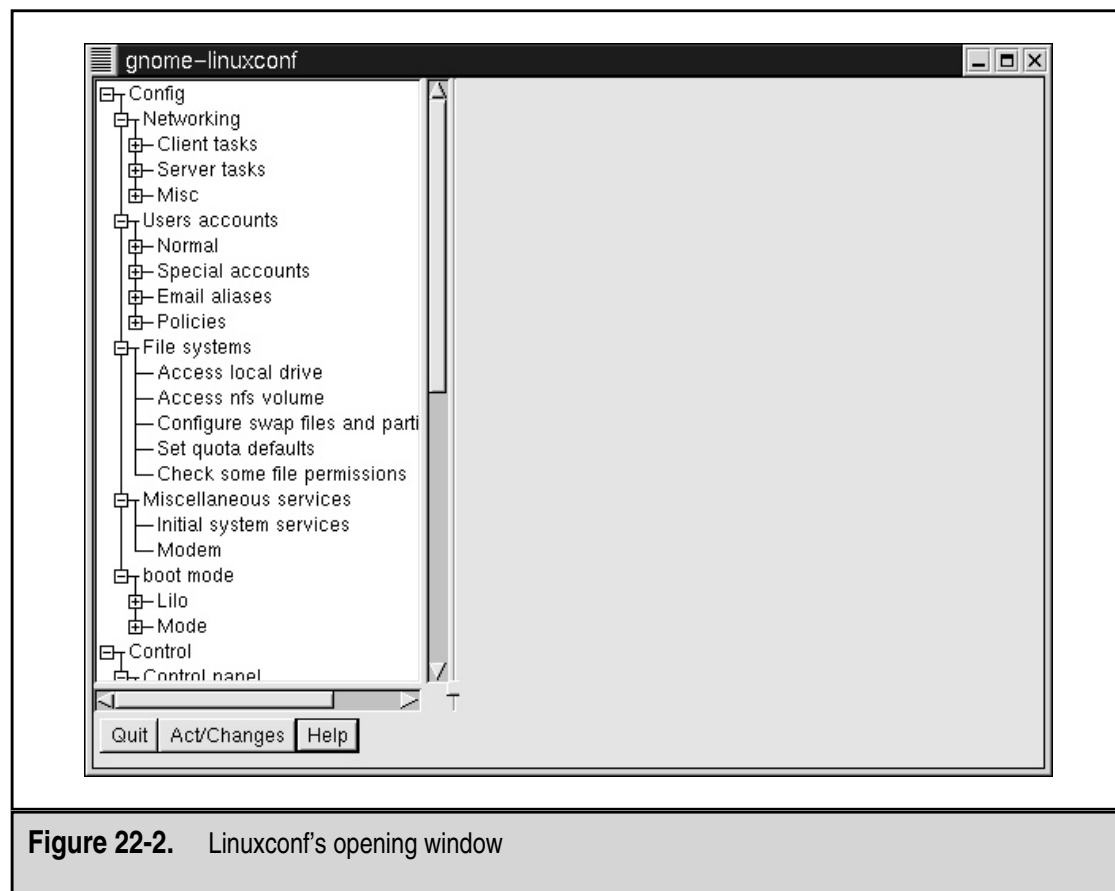 gnome-linuxconf
Config
Networking
Client tasks
Server tasks
Misc
Users accounts
Normal
Special accounts
Email aliases
Policies
File systems
Access local drive
Access nfs volume
Configure swap files and parti
Set quota defaults
Check some file permissions
Miscellaneous services
Initial system services
Modem
boot mode
Lilo
Mode
Control
Control panel
Quit Act/Changes Help
Figure 22-2. Linuxconf's opening window